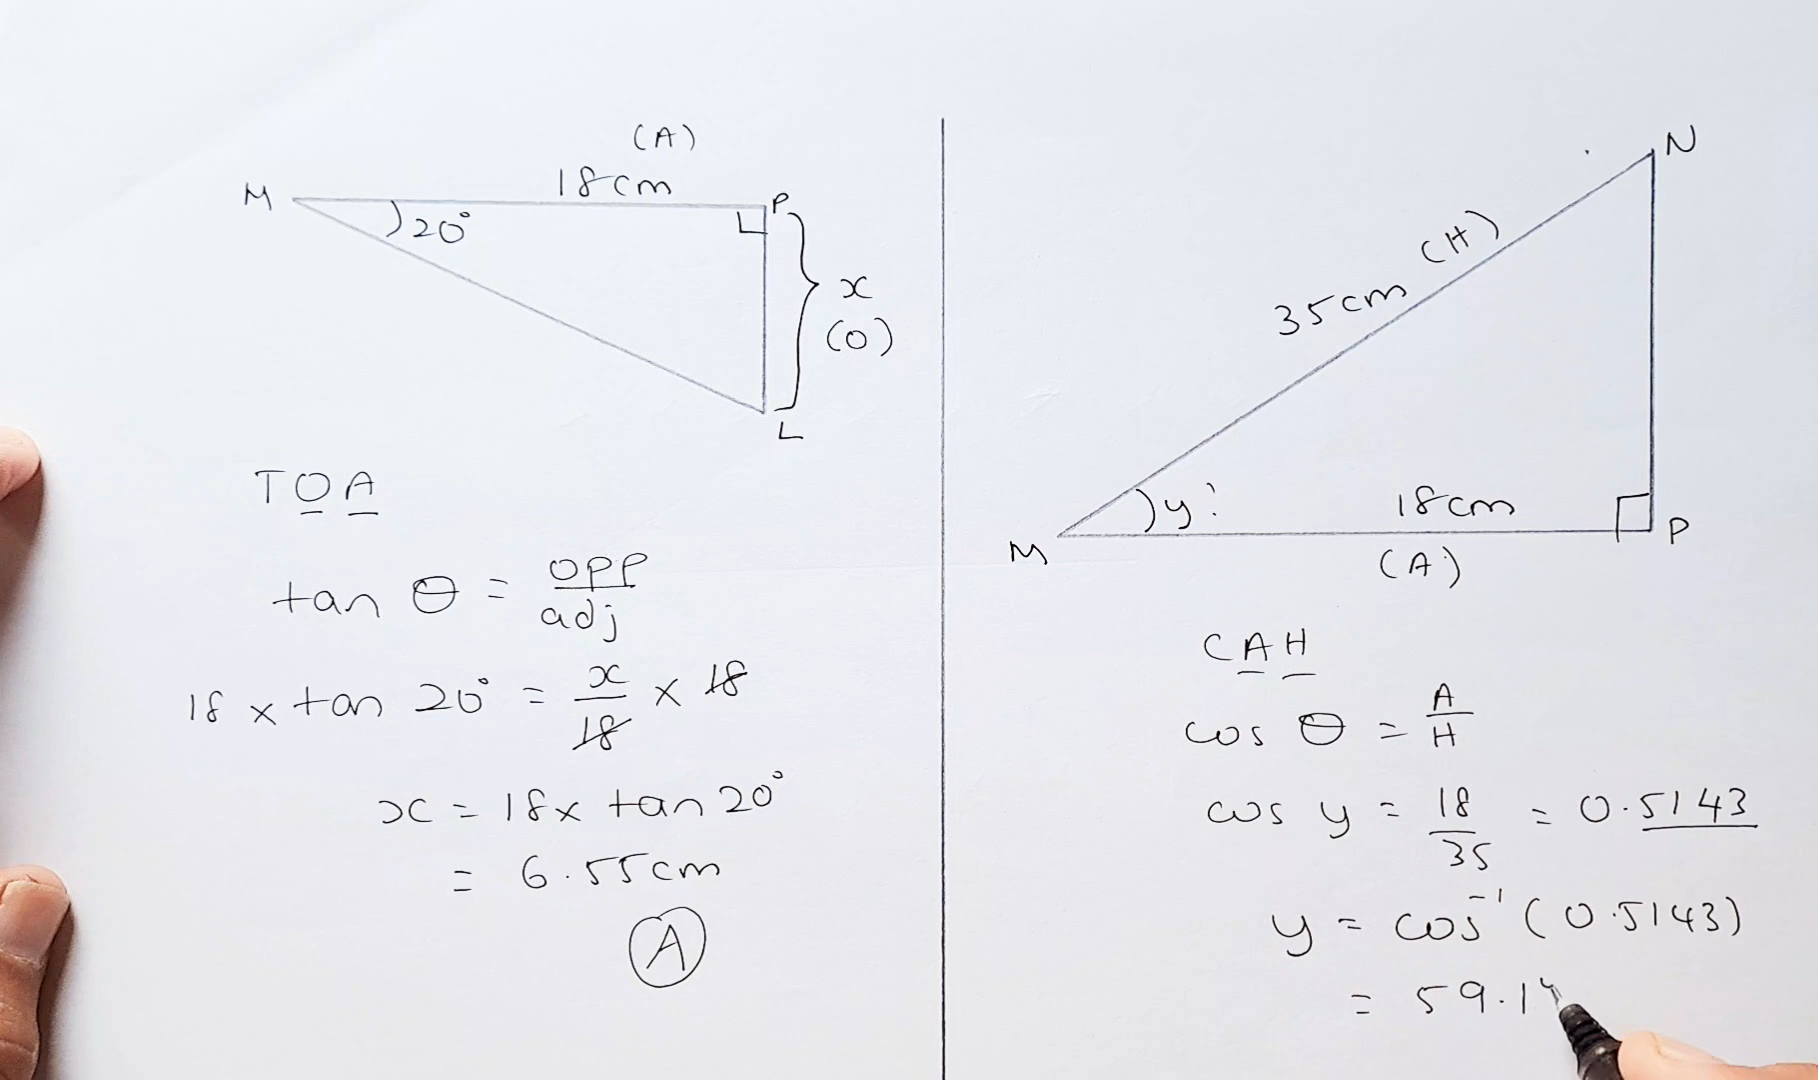 (A)
18cm
M
P
20°
x
(O)
L
TOA
tan θ = opp/adj
18 x tan 20° = x/18 x 18
x = 18 x tan 20°
= 6.55cm
A
N
(H)
35cm
y?
18cm
M
P
(A)
CAH
cos θ = A/H
cos y = 18/35 = 0.5143
y = cos⁻¹ (0.5143)
= 59.1